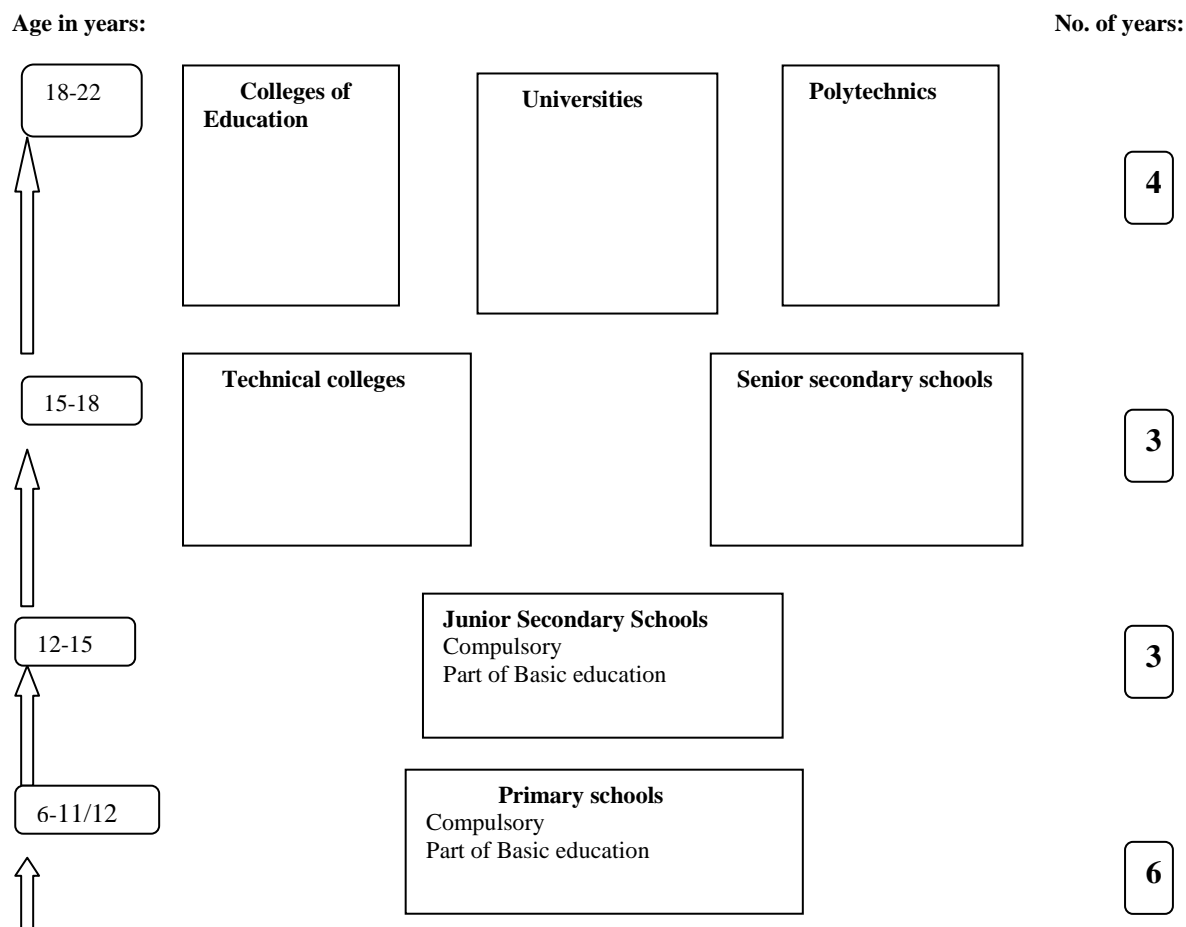 Age in years:
No. of years:
18-22
Colleges of
Education
Universities
Polytechnics
4
15-18
Technical colleges
Senior secondary schools
3
12-15
Junior Secondary Schools
Compulsory
Part of Basic education
3
6-11/12
Primary schools
Compulsory
Part of Basic education
6